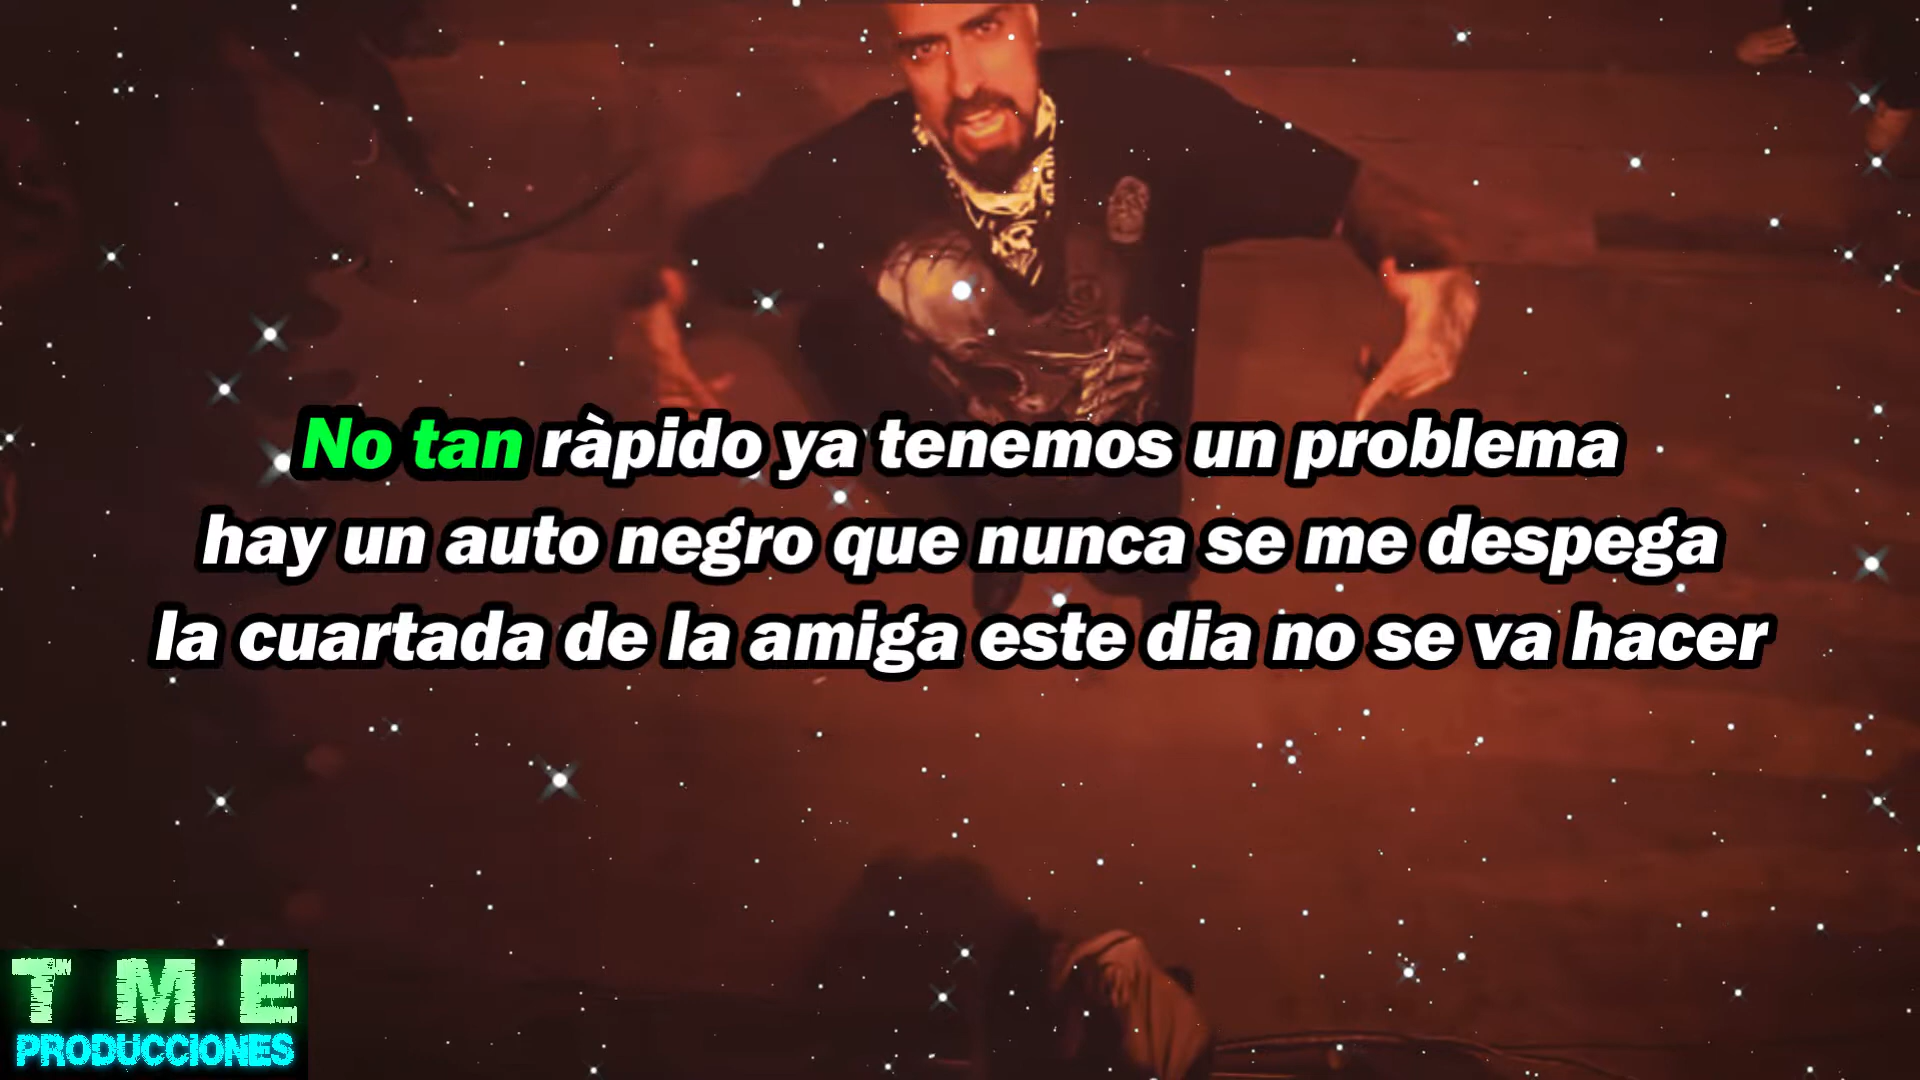 No tan ràpido ya tenemos un problema
hay un auto negro que nunca se me despega
la cuartada de la amiga este dia no se va hacer
TME
PRODUCCIONES